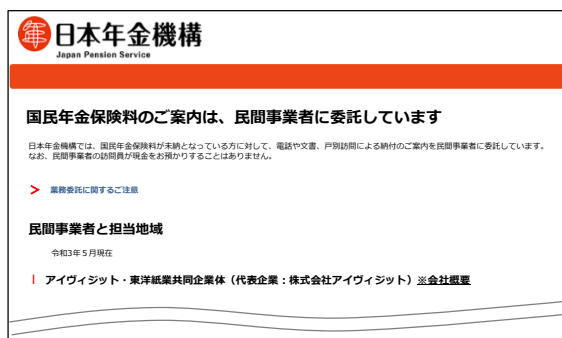 日本年金機構
Japan Pension Service
国民年金保険料のご案内は、民間事業者に委託しています
日本年金機構では、国民年金保険料が未納となっている方に対して、電話や文書、戸別訪問による納付のご案内を民間事業者に委託しています。
なお、民間事業者の訪問員が現金をお預かりすることはありません。
業務委託に関するご注意
民間事業者と担当地域
令和3年5月現在
アイヴィジット・東洋紙業共同企業体（代表企業：株式会社アイヴィジット）※会社概要